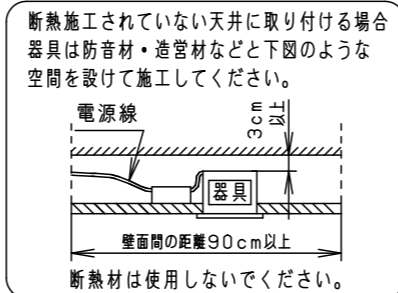 断熱施工されていない天井に取り付ける場合
器具は防音材・造営材などと下図のような
空間を設けて施工してください。
電源線
3cm
以上
器具
壁面間の距離90cm以上
断熱材は使用しないでください。